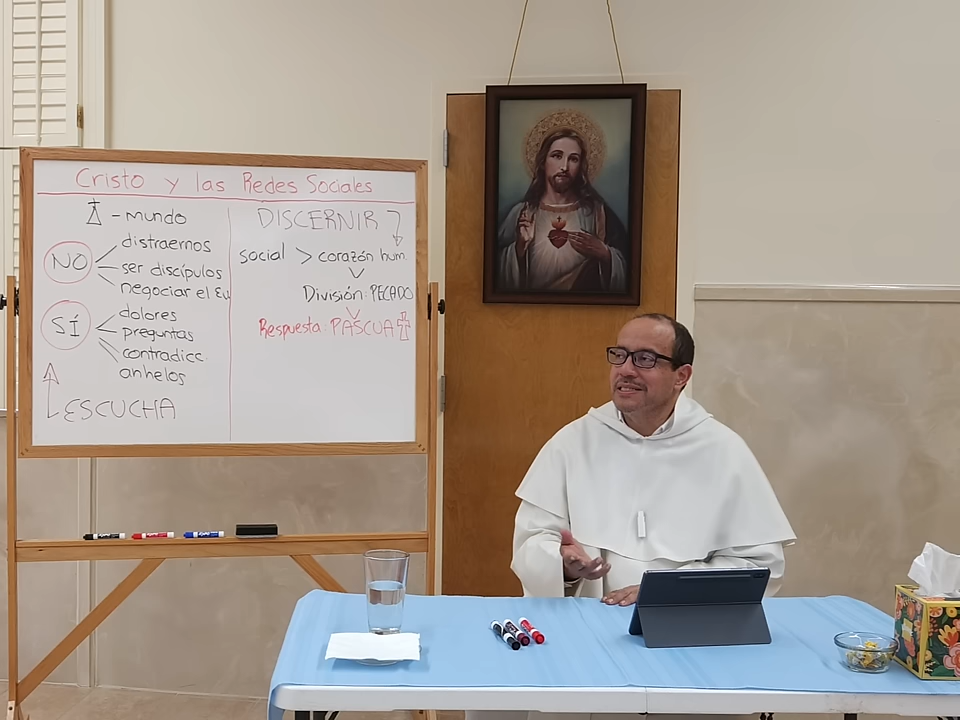 Cristo y las Redes Sociales
- mundo
NO
distraernos
ser discípulos
negociar el Eu
SÍ
dolores
preguntas
contradicc
anhelos
ESCUCHA
DISCERNIR
social > corazón hum.
División: PECADO
Respuesta: PASCUA